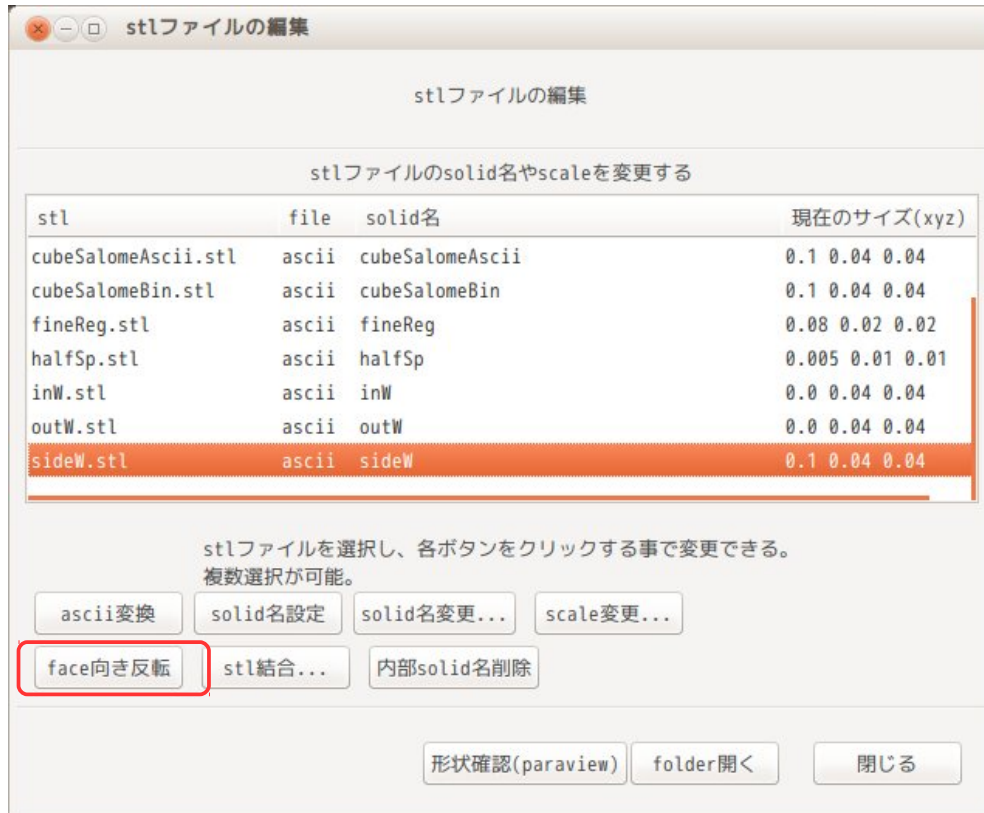 stlファイルの編集
stlファイルの編集
stlファイルのsolid名やscaleを変更する
stl file solid名 現在のサイズ(xyz)
cubeSalomeAscii.stl ascii cubeSalomeAscii 0.1 0.04 0.04
cubeSalomeBin.stl ascii cubeSalomeBin 0.1 0.04 0.04
fineReg.stl ascii fineReg 0.08 0.02 0.02
halfSp.stl ascii halfSp 0.005 0.01 0.01
inW.stl ascii inW 0.0 0.04 0.04
outW.stl ascii outW 0.0 0.04 0.04
sideW.stl ascii sideW 0.1 0.04 0.04
stlファイルを選択し、各ボタンをクリックする事で変更できる。
複数選択が可能。
ascii変換 solid名設定 solid名変更... scale変更...
face向き反転 stl結合... 内部solid名削除
形状確認(paraview) folder開く 閉じる